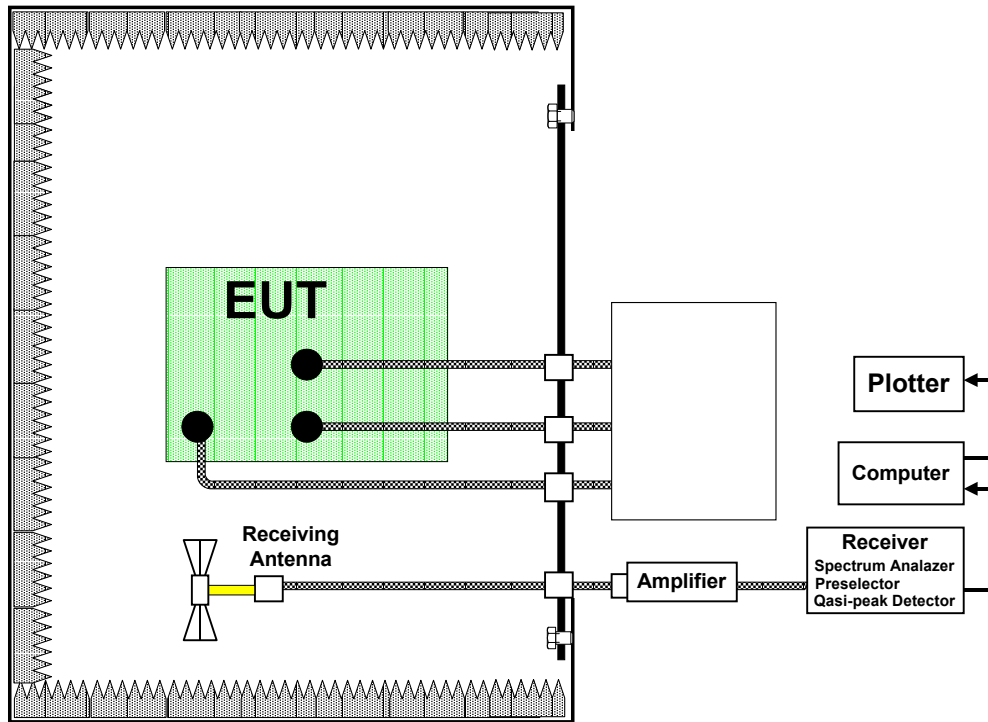 EUT
Plotter
Computer
Receiving
Antenna
Amplifier
Receiver
Spectrum Analazer
Preselector
Qasi-peak Detector